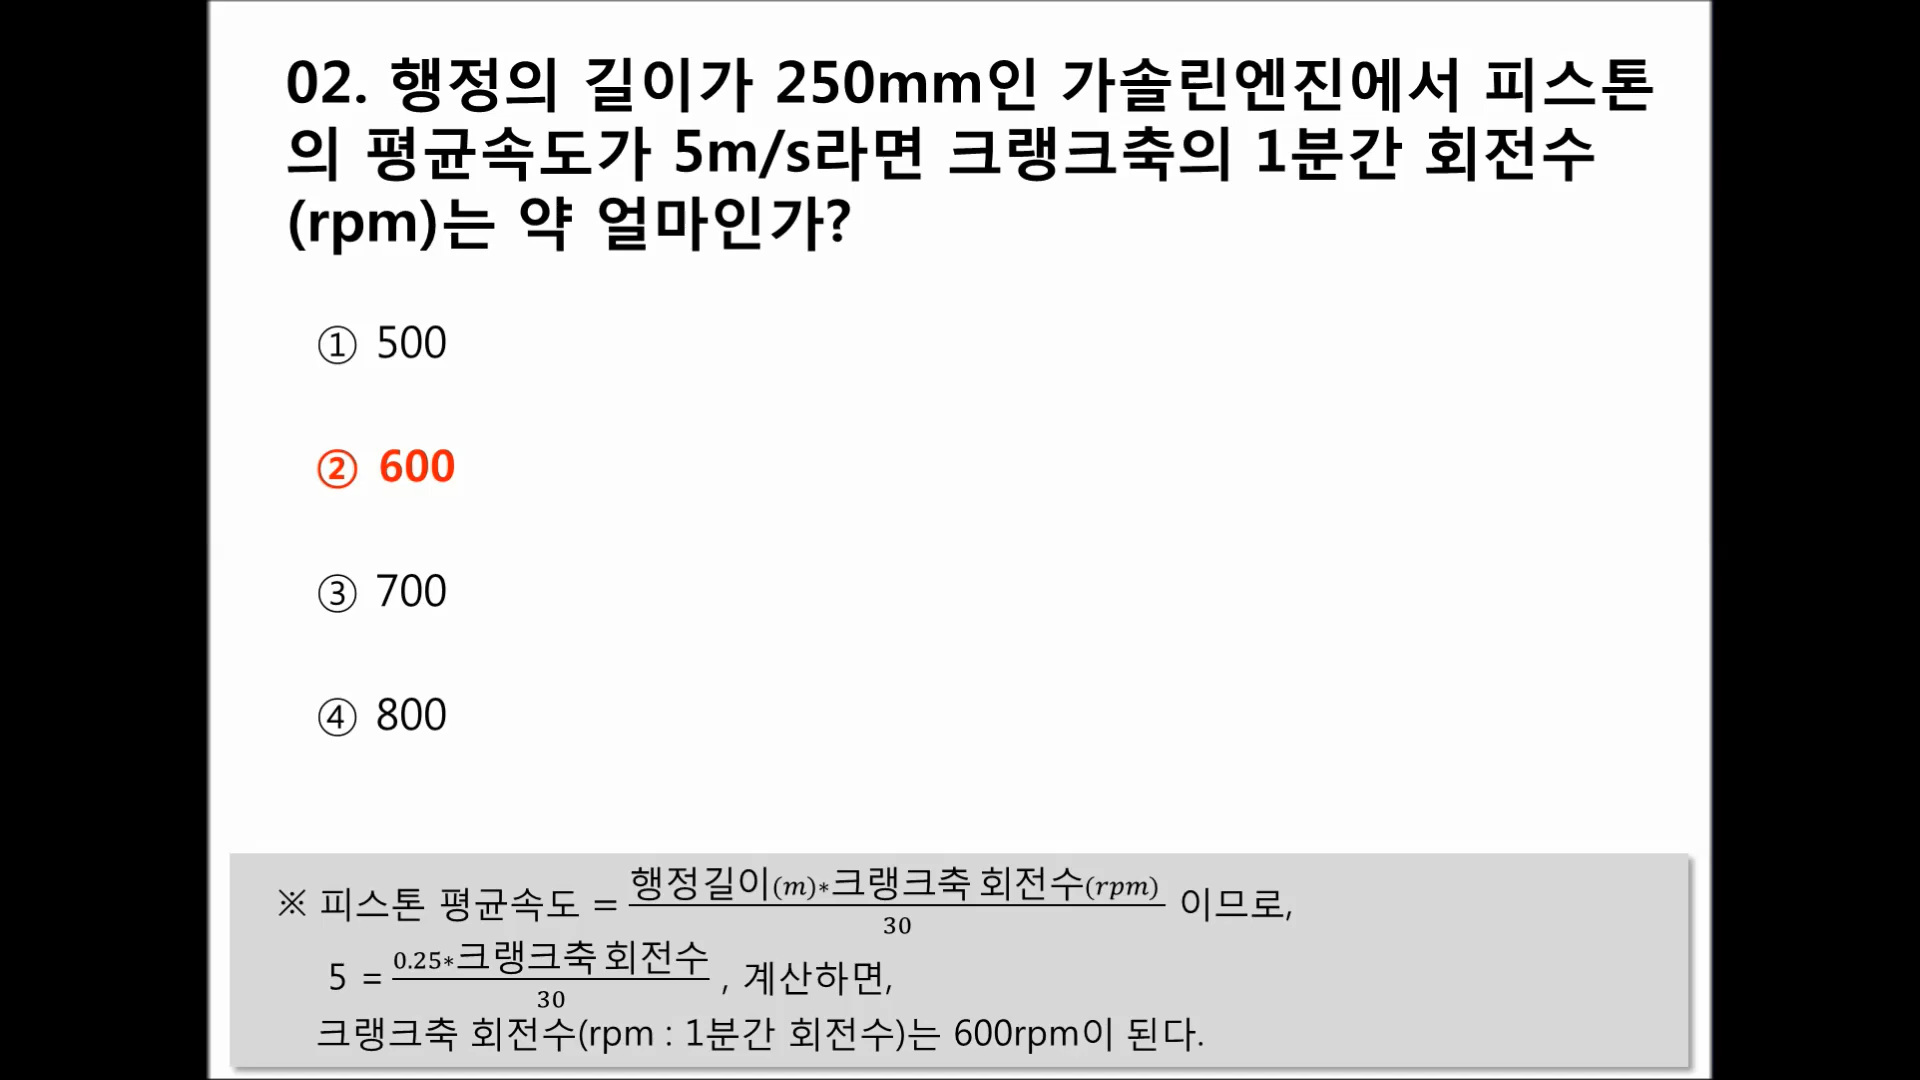 02. 행정의 길이가 250mm인 가솔린엔진에서 피스톤
의 평균속도가 5m/s라면 크랭크축의 1분간 회전수
(rpm)는 약 얼마인가?
① 500
② 600
③ 700
④ 800
※ 피스톤 평균속도 = 행정길이(m)*크랭크축 회전수(rpm) / 30 이므로,
5 = 0.25*크랭크축 회전수 / 30 , 계산하면,
크랭크축 회전수(rpm : 1분간 회전수)는 600rpm이 된다.